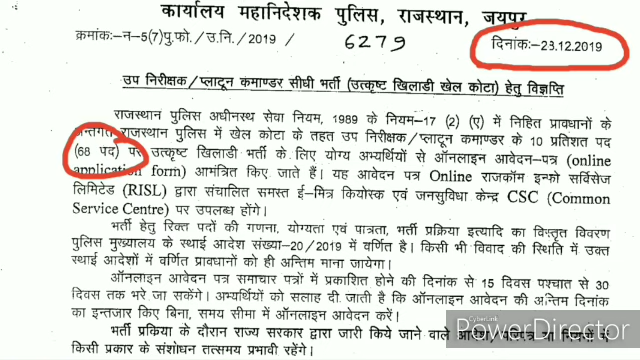 कार्यालय महानिदेशक पुलिस, राजस्थान, जयपुर
क्रमांकः-न-5(7)पु.फो./उ.नि./2019/ 6279 दिनांकः-23.12.2019
उप निरीक्षक/प्लाटून कमाण्डर सीधी भर्ती (उत्कृष्ट खिलाडी खेल कोटा) हेतु विज्ञप्ति
राजस्थान पुलिस अधीनस्थ सेवा नियम, 1989 के नियम-17 (2) (ए) में निहित प्रावधानों के
अन्तर्गत राजस्थान पुलिस में खेल कोटा के तहत उप निरीक्षक/प्लाटून कमाण्डर के 10 प्रतिशत पद
(68 पद) पर उत्कृष्ट खिलाडी भर्ती के लिए योग्य अभ्यर्थियों से ऑनलाइन आवेदन-पत्र (online
application form) आमंत्रित किए जाते हैं। यह आवेदन पत्र Online राजकॉम इन्फो सर्विसेज
लिमिटेड (RISL) द्वारा संचालित समस्त ई-मित्र कियोस्क एवं जनसुविधा केन्द्र CSC (Common
Service Centre) पर उपलब्ध होंगे।
भर्ती हेतु रिक्त पदों की गणना, योग्यता एवं पात्रता, भर्ती प्रक्रिया इत्यादि का विस्तृत विवरण
पुलिस मुख्यालय के स्थाई आदेश संख्या-20/2019 में वर्णित है। किसी भी विवाद की स्थिति में उक्त
स्थाई आदेशों में वर्णित प्रावधानों को ही अन्तिम माना जायेगा।
ऑनलाइन आवेदन पत्र समाचार पत्रों में प्रकाशित होने की दिनांक से 15 दिवस पश्चात से 30
दिवस तक भरे जा सकेंगे। अभ्यर्थियों को सलाह दी जाति है कि ऑनलाइन आवेदन की अन्तिम दिनांक
का इन्तजार किए बिना, समय सीमा में ऑनलाइन आवेदन करें।
भर्ती प्रकिया के दौरान राज्य सरकार द्वारा जारी किये जाने वाले आदेश/
किसी प्रकार के संशोधन तत्समय प्रभावी रहेंगे।
CyberLink
PowerDirector